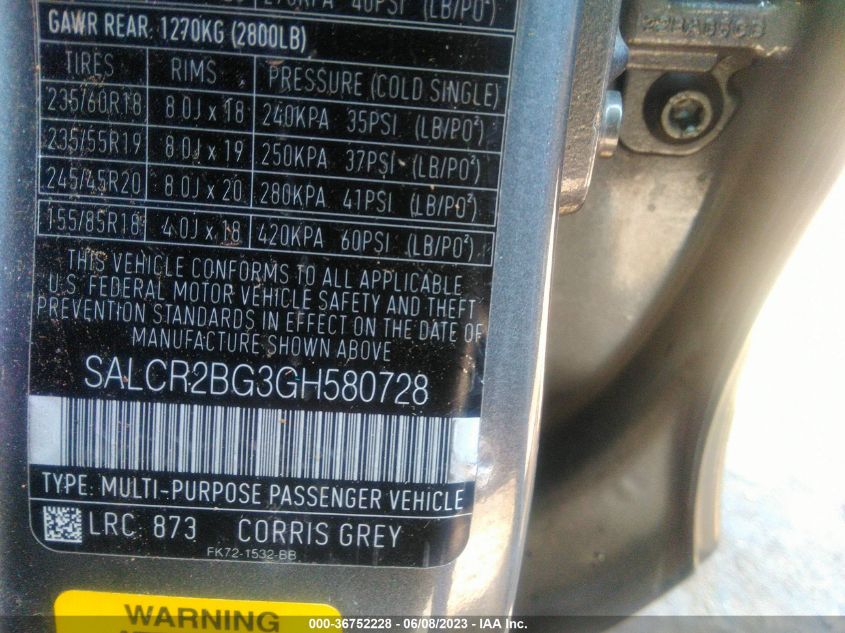 270KPA 40PSI (LB/PO²)
GAWR REAR: 1270KG (2800LB)
TIRES RIMS PRESSURE (COLD SINGLE)
235/60R18 8.0J x 18 240KPA 35PSI (LB/PO²)
235/55R19 8.0J x 19 250KPA 37PSI (LB/PO²)
245/45R20 8.0J x 20 280KPA 41PSI (LB/PO²)
155/85R18 4.0J x 18 420KPA 60PSI (LB/PO²)
THIS VEHICLE CONFORMS TO ALL APPLICABLE
U.S. FEDERAL MOTOR VEHICLE SAFETY AND THEFT
PREVENTION STANDARDS IN EFFECT ON THE DATE OF
MANUFACTURE SHOWN ABOVE
SALCR2BG3GH580728
TYPE: MULTI-PURPOSE PASSENGER VEHICLE
LRC 873 CORRIS GREY
FK72-1532-BB
WARNING
000-36752228 - 06/08/2023 - IAA Inc.